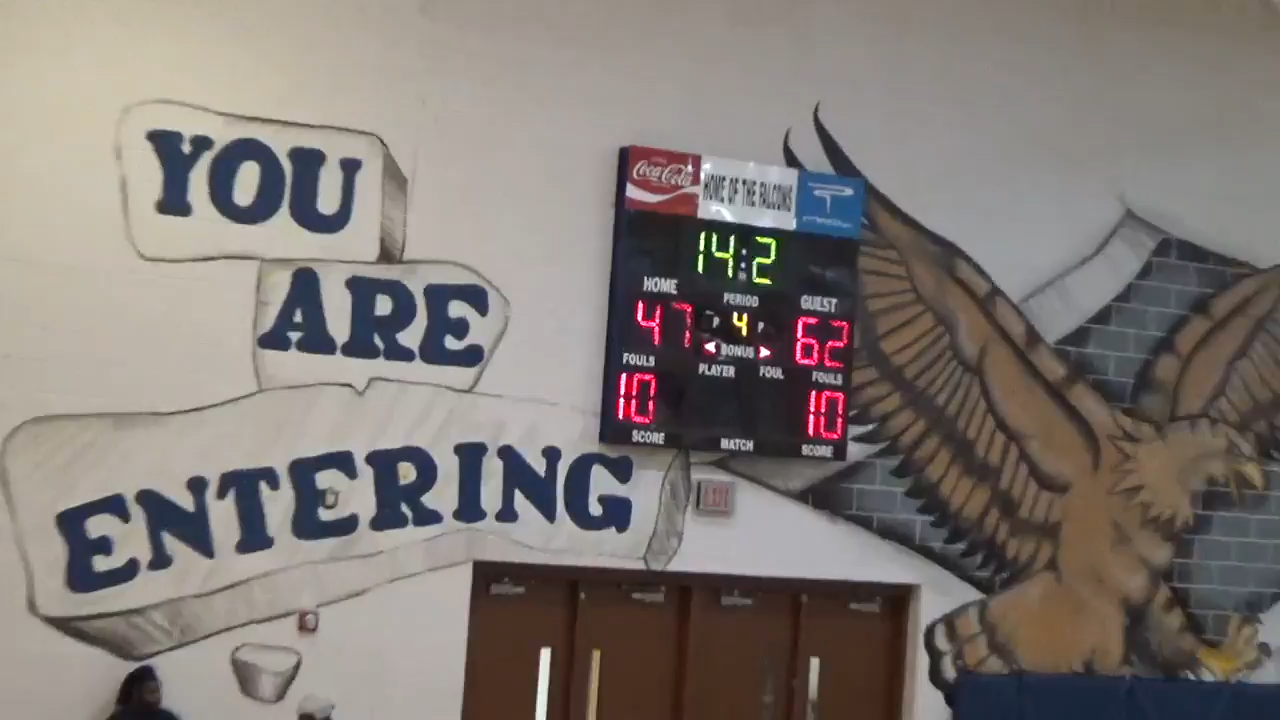 YOU
ARE
ENTERING
Coca-Cola
HOME OF THE FALCONS
14:2
HOME
PERIOD
GUEST
47
P 4 P
62
BONUS
FOULS
PLAYER FOUL
FOULS
10
10
SCORE
MATCH
SCORE
EXIT